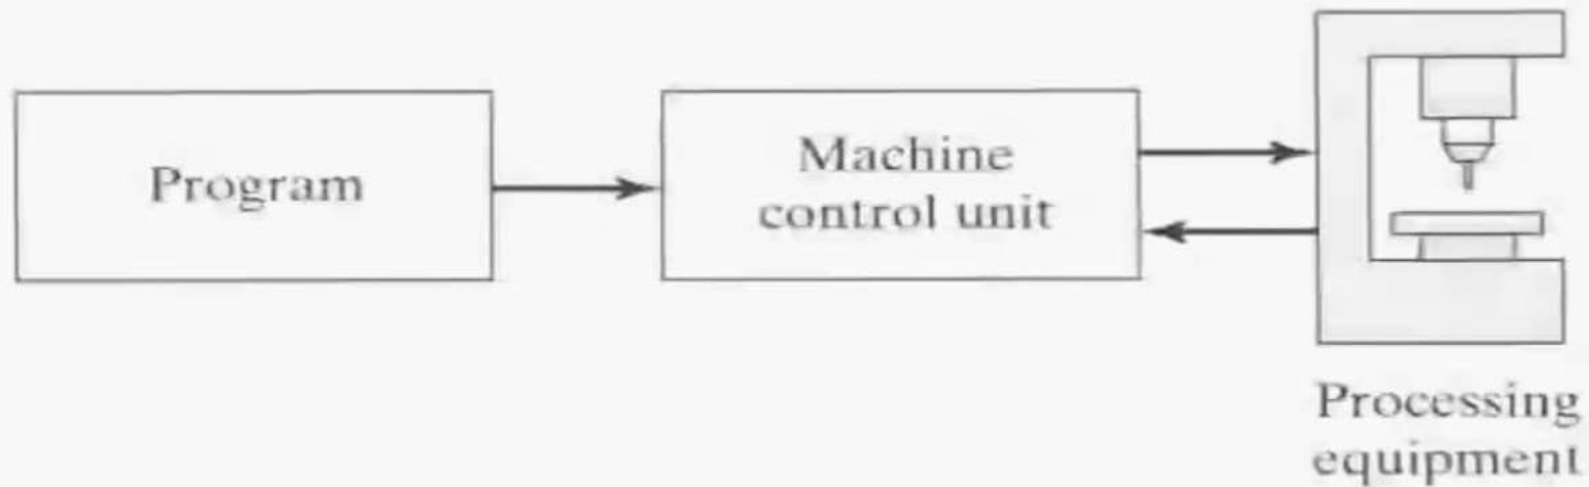 Program
Machine
control unit
Processing
equipment